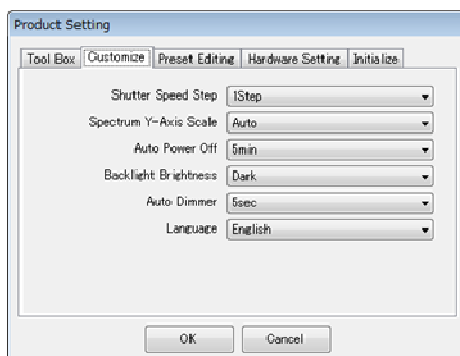 Product Setting
Tool Box Customize Preset Editing Hardware Setting Initialize
Shutter Speed Step 1Step
Spectrum Y-Axis Scale Auto
Auto Power Off 5min
Backlight Brightness Dark
Auto Dimmer 5sec
Language English
OK Cancel